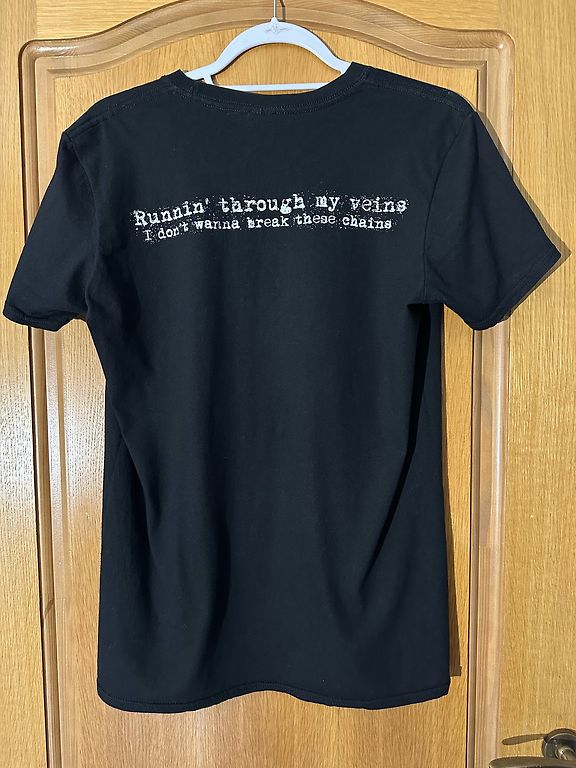 Runnin' through my veins
I don't wanna break these chains